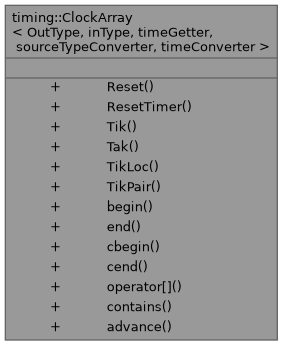 timing::ClockArray
< OutType, inType, timeGetter,
sourceTypeConverter, timeConverter >
+ Reset()
+ ResetTimer()
+ Tik()
+ Tak()
+ TikLoc()
+ TikPair()
+ begin()
+ end()
+ cbegin()
+ cend()
+ operator[]()
+ contains()
+ advance()